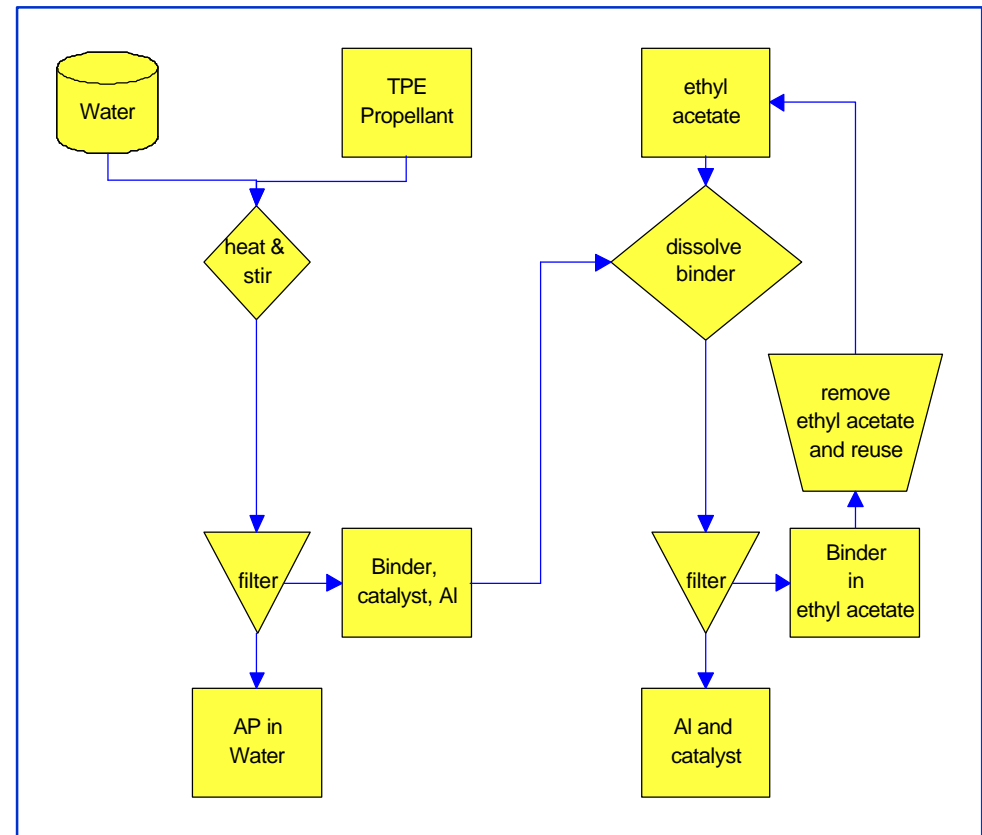 Water
TPE
Propellant
ethyl
acetate
heat &
stir
dissolve
binder
remove
ethyl acetate
and reuse
filter
Binder,
catalyst, Al
filter
Binder
in
ethyl acetate
AP in
Water
Al and
catalyst